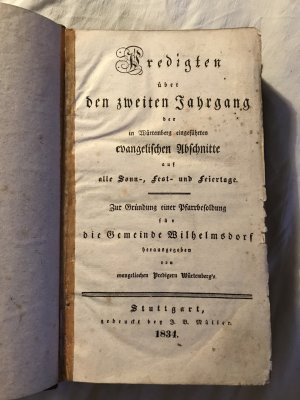 Predigten
über
den zweiten Jahrgang
der
in Würtemberg eingeführten
evangelischen Abschnitte
auf
alle Sonn-, Fest- und Feiertage.
Zur Gründung einer Pfarrbesoldung
für
die Gemeinde Wilhelmsdorf
herausgegeben
von
evangelischen Predigern Würtemberg's.
Stuttgart,
gedruckt bey J. B. Müller.
1834.